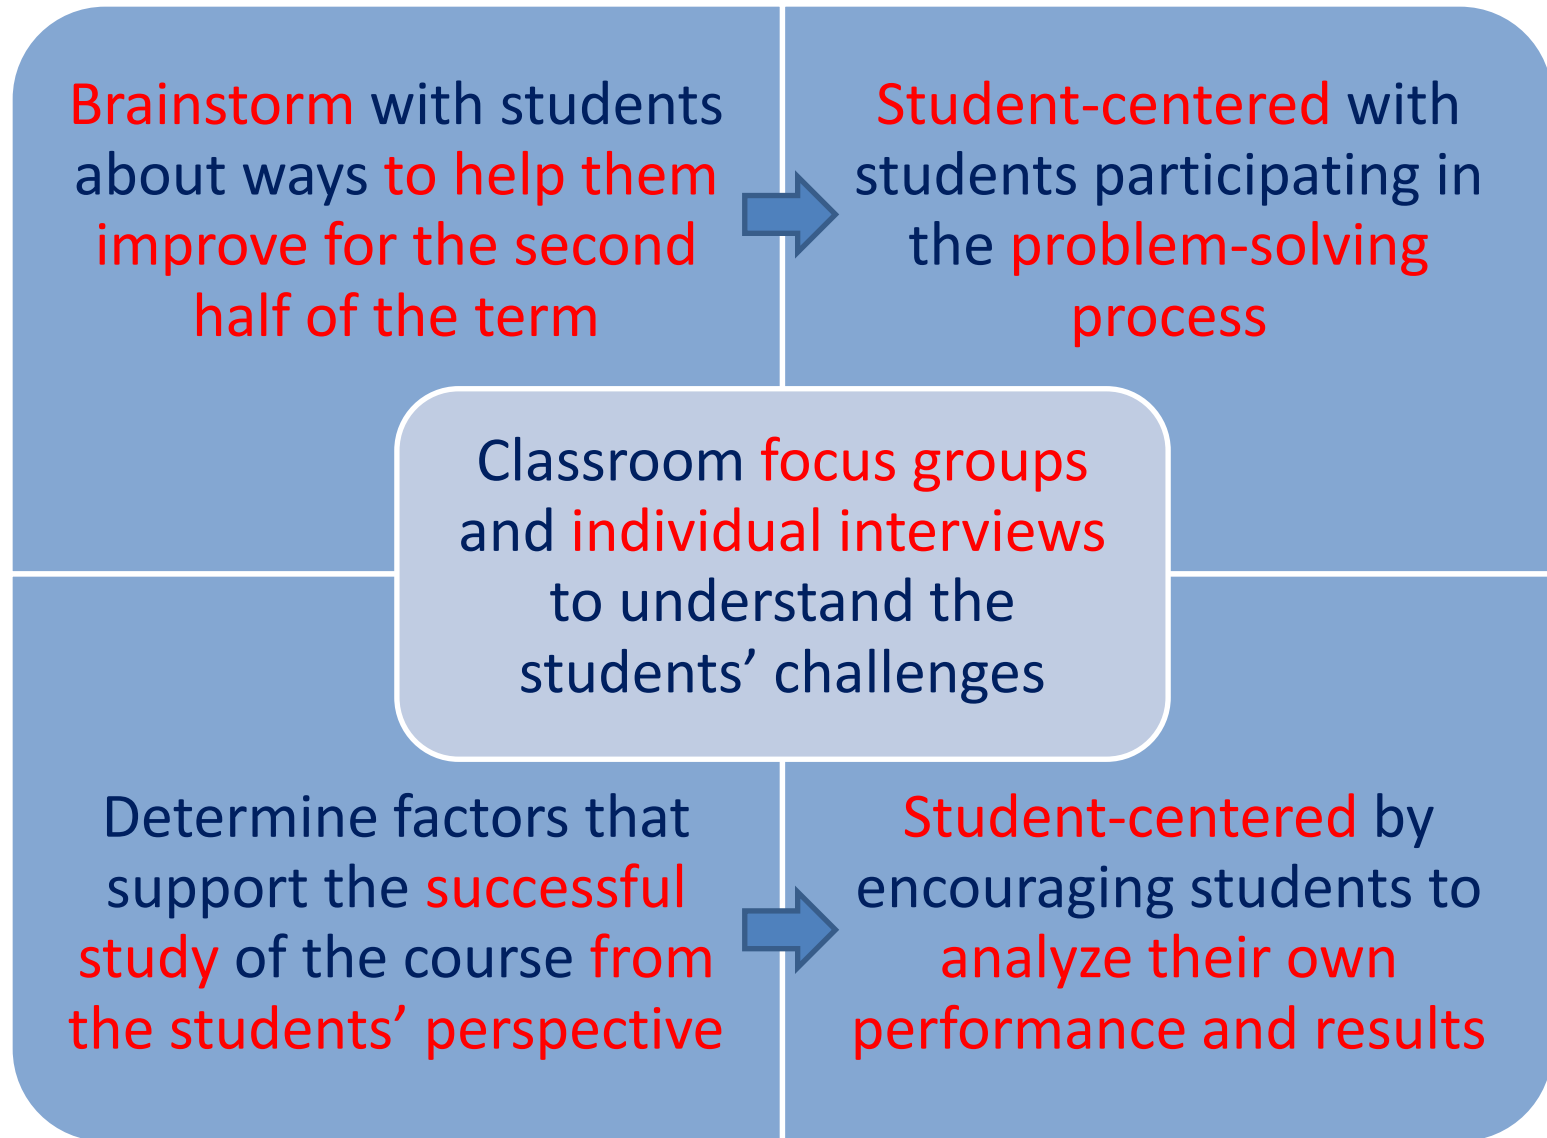 Brainstorm with students
about ways to help them
improve for the second
half of the term
Student-centered with
students participating in
the problem-solving
process
Classroom focus groups
and individual interviews
to understand the
students’ challenges
Determine factors that
support the successful
study of the course from
the students’ perspective
Student-centered by
encouraging students to
analyze their own
performance and results